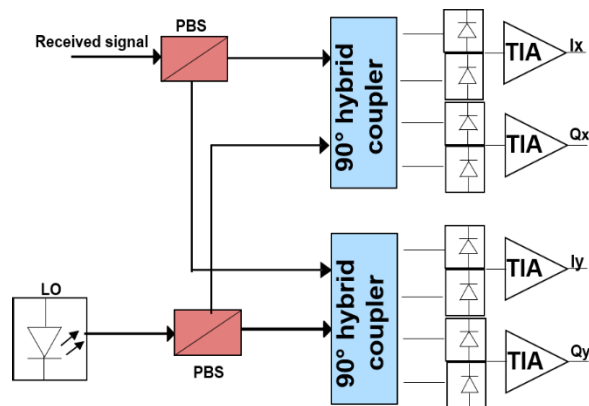 PBS
Received signal
90° hybrid
coupler
TIA
Ix
TIA
Qx
LO
PBS
90° hybrid
coupler
TIA
Iy
TIA
Qy